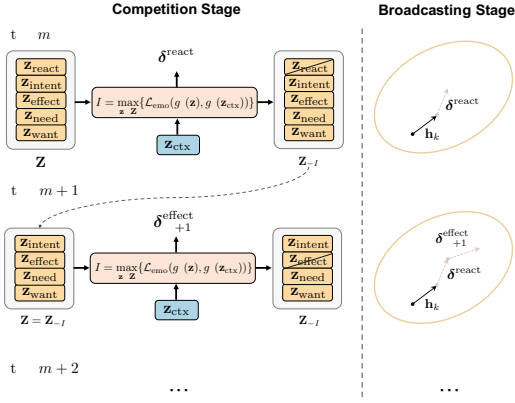 Competition Stage
Broadcasting Stage
t m
δ^react
z_react
z_intent
z_effect
z_need
z_want
Z
I = max z Z {L_emo(g (z), g (z_ctx))}
z_ctx
z_react
z_intent
z_effect
z_need
z_want
Z_{-I}
δ^react
h_k
t m + 1
δ^effect_{+1}
z_intent
z_effect
z_need
z_want
Z = Z_{-I}
I = max z Z {L_emo(g (z), g (z_ctx))}
z_ctx
z_intent
z_effect
z_need
z_want
Z_{-I}
δ^effect_{+1}
δ^react
h_k
t m + 2
...
...